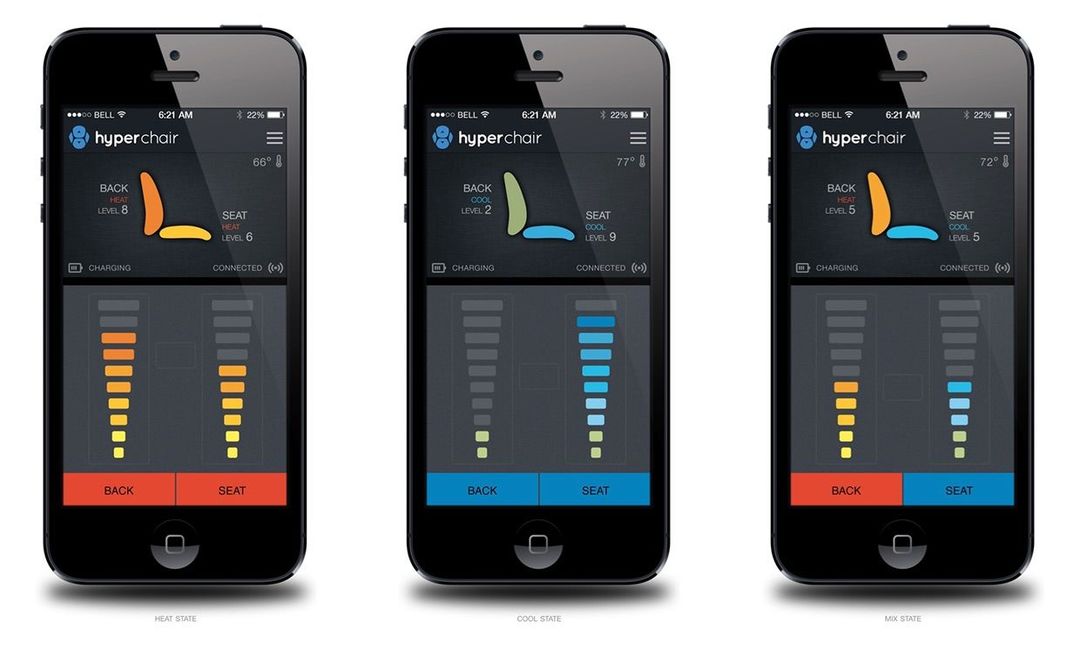 BELL 6:21 AM 22%
hyperchair
66°
BACK
HEAT
LEVEL 8
SEAT
HEAT
LEVEL 6
CHARGING CONNECTED
BACK SEAT
HEAT STATE
BELL 6:21 AM 22%
hyperchair
77°
BACK
COOL
LEVEL 2
SEAT
COOL
LEVEL 9
CHARGING CONNECTED
BACK SEAT
COOL STATE
BELL 6:21 AM 22%
hyperchair
72°
BACK
HEAT
LEVEL 5
SEAT
COOL
LEVEL 5
CHARGING CONNECTED
BACK SEAT
MIX STATE